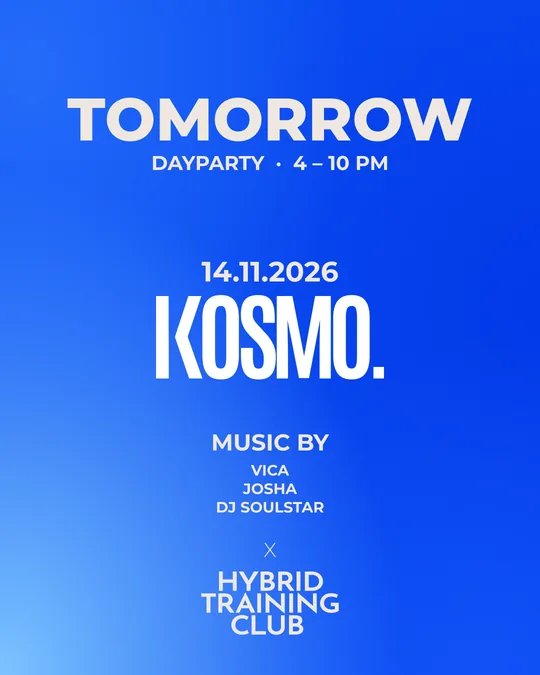 TOMORROW
DAYPARTY · 4 – 10 PM
14.11.2026
KOSMO.
MUSIC BY
VICA
JOSHA
DJ SOULSTAR
X
HYBRID
TRAINING
CLUB